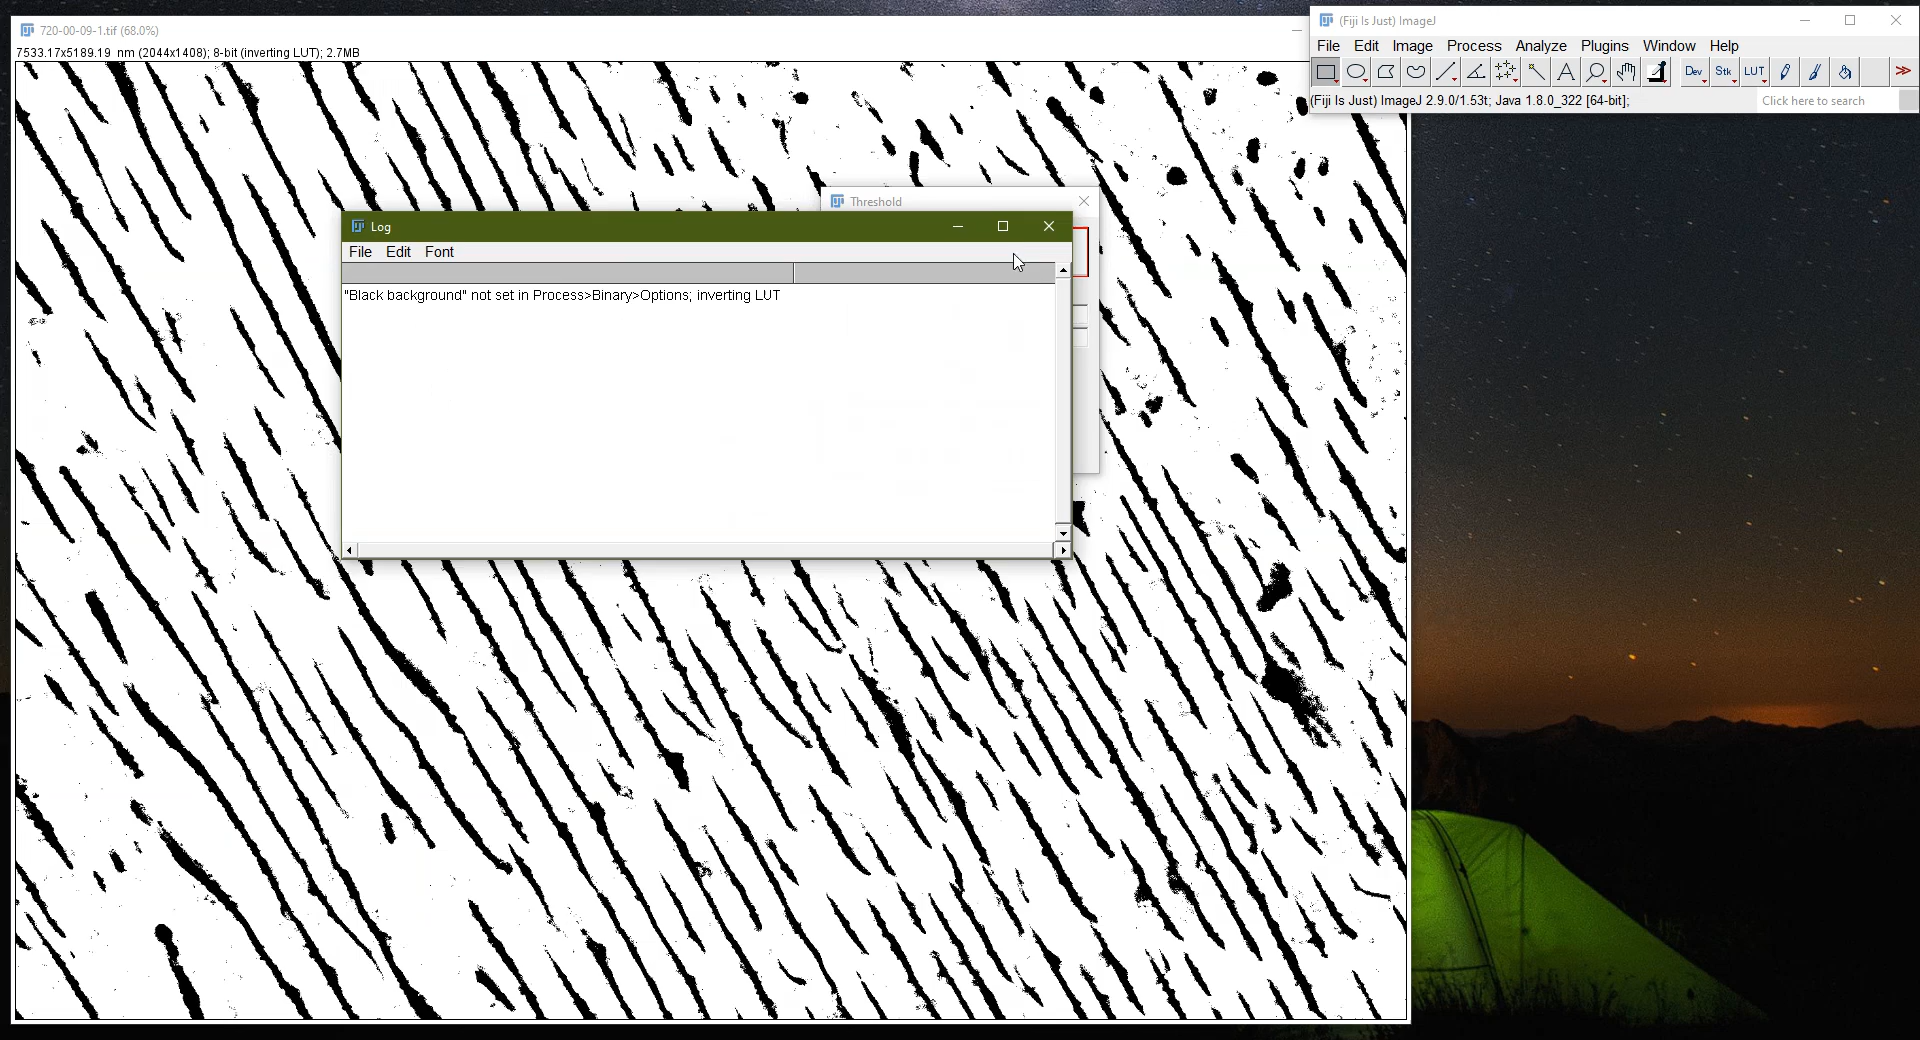 720-00-09-1.tif (68.0%)
7533.17x5189.19 nm (2044x1408); 8-bit (inverting LUT); 2.7MB
(Fiji Is Just) ImageJ
File Edit Image Process Analyze Plugins Window Help
Dev Stk LUT
(Fiji Is Just) ImageJ 2.9.0/1.53t; Java 1.8.0_322 [64-bit];
Click here to search
Threshold
Log
File Edit Font
"Black background" not set in Process>Binary>Options; inverting LUT